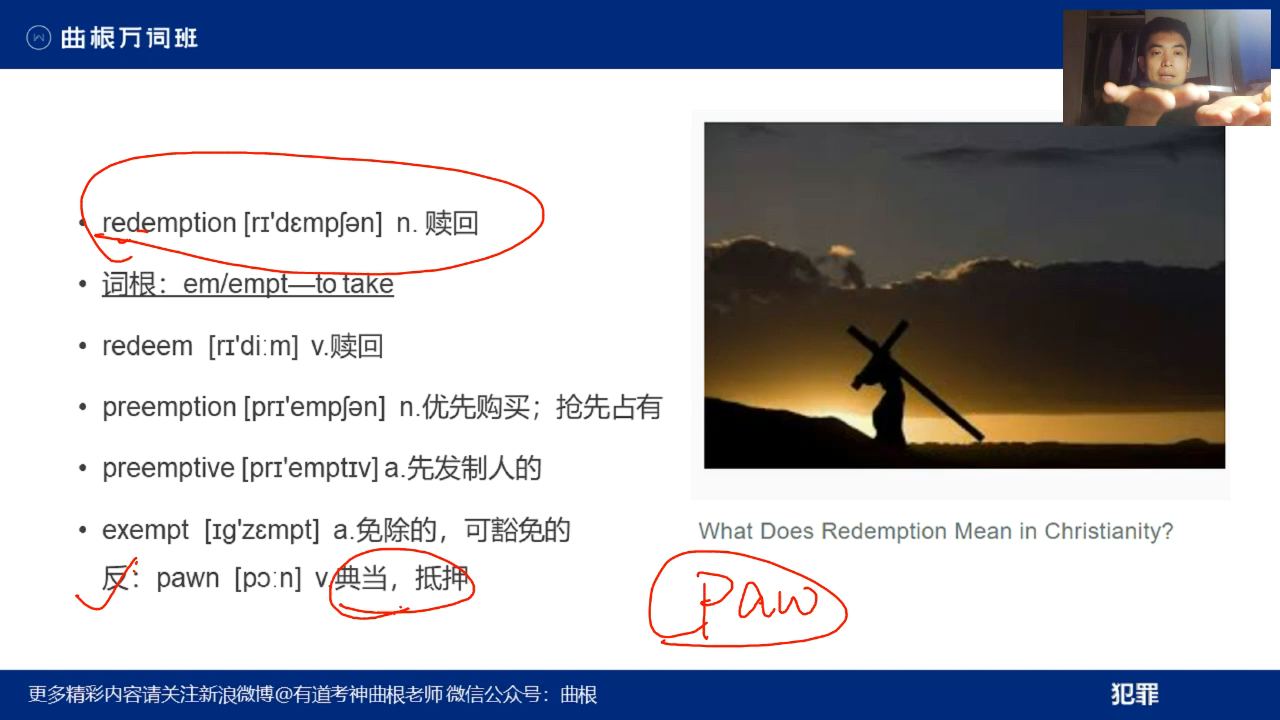 曲根万词班
redemption [rɪ'dɛmpʃən] n. 赎回
词根：em/empt—to take
redeem [rɪ'diːm] v.赎回
preemption [prɪ'empʃən] n.优先购买；抢先占有
preemptive [prɪ'emptɪv] a.先发制人的
exempt [ɪg'zɛmpt] a.免除的，可豁免的
反：pawn [pɔːn] v.典当，抵押
What Does Redemption Mean in Christianity?
paw
更多精彩内容请关注新浪微博@有道考神曲根老师 微信公众号：曲根
犯罪